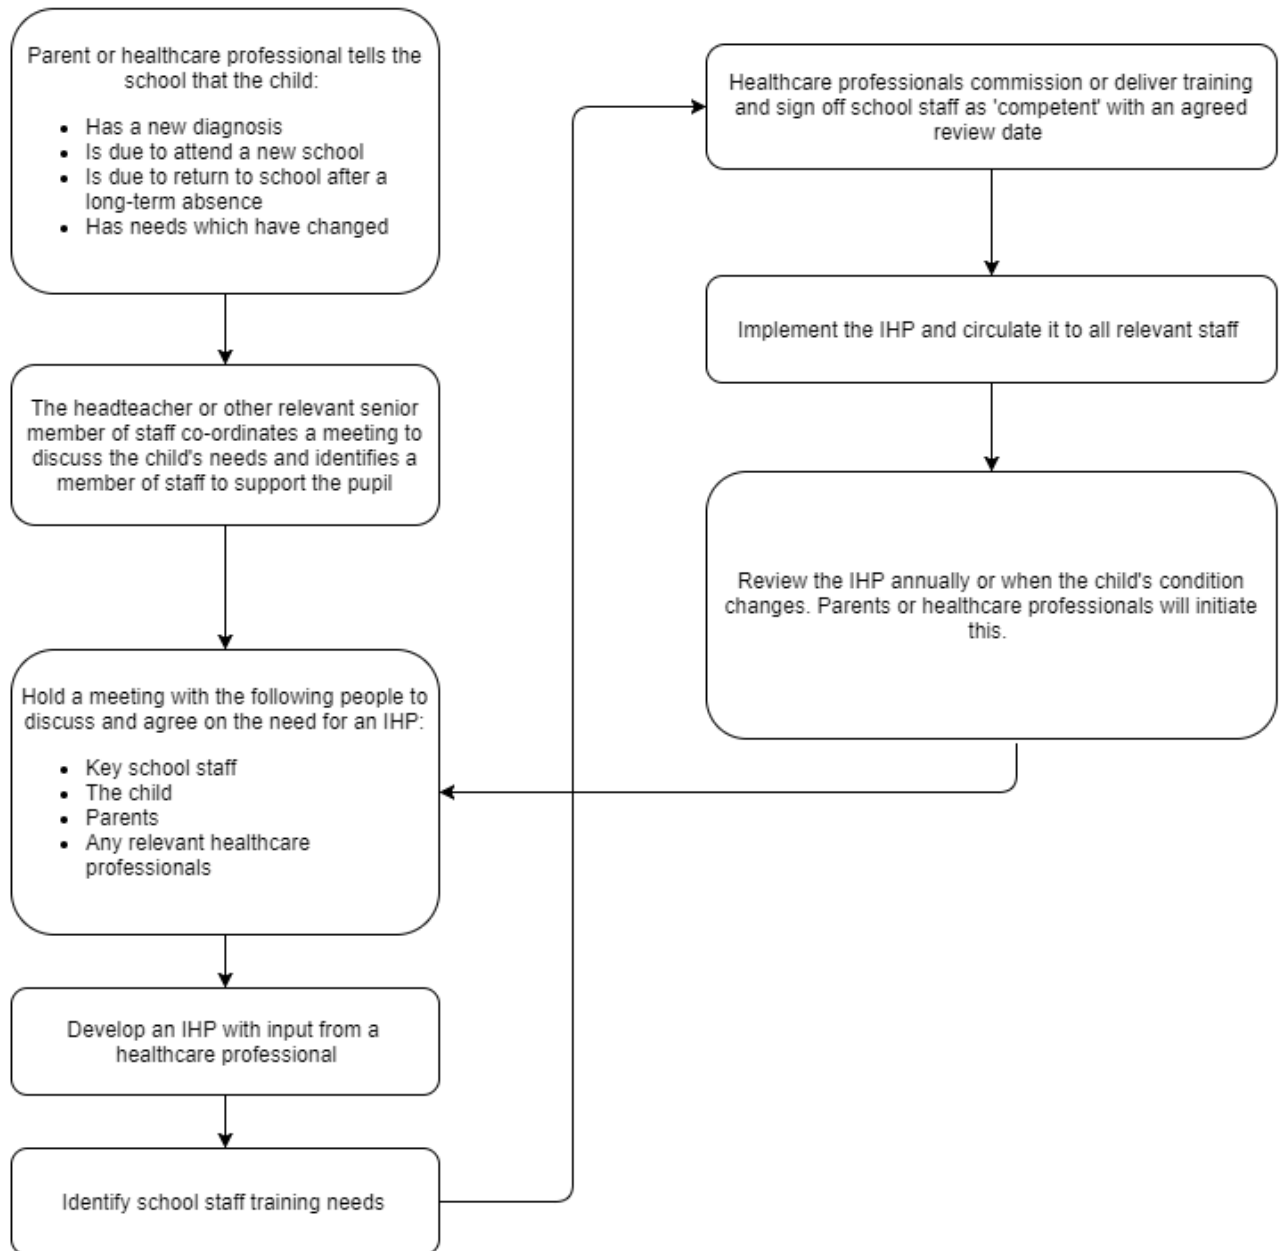 Parent or healthcare professional tells the
school that the child:
• Has a new diagnosis
• Is due to attend a new school
• Is due to return to school after a
long-term absence
• Has needs which have changed
The headteacher or other relevant senior
member of staff co-ordinates a meeting to
discuss the child's needs and identifies a
member of staff to support the pupil
Hold a meeting with the following people to
discuss and agree on the need for an IHP:
• Key school staff
• The child
• Parents
• Any relevant healthcare
professionals
Develop an IHP with input from a
healthcare professional
Identify school staff training needs
Healthcare professionals commission or deliver training
and sign off school staff as 'competent' with an agreed
review date
Implement the IHP and circulate it to all relevant staff
Review the IHP annually or when the child's condition
changes. Parents or healthcare professionals will initiate
this.